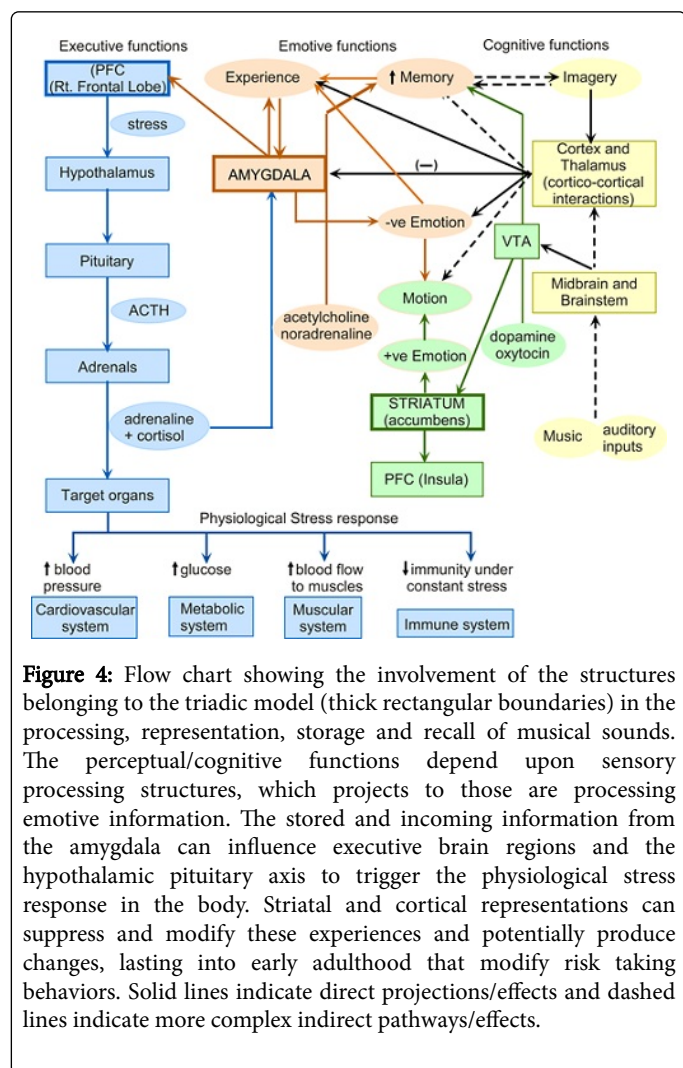 Executive functions
Emotive functions
Cognitive functions
(PFC
(Rt. Frontal Lobe)
Experience
↑ Memory
Imagery
stress
Cortex and
Thalamus
(cortico-cortical
interactions)
Hypothalamus
AMYGDALA
(—)
-ve Emotion
VTA
Pituitary
Midbrain and
Brainstem
Motion
ACTH
acetylcholine
noradrenaline
dopamine
oxytocin
+ve Emotion
Adrenals
STRIATUM
(accumbens)
adrenaline
+ cortisol
Music
auditory
inputs
PFC (Insula)
Target organs
Physiological Stress response
↑ blood
pressure
↑ glucose
↑ blood flow
to muscles
↓ immunity under
constant stress
Cardiovascular
system
Metabolic
system
Muscular
system
Immune system
Figure 4: Flow chart showing the involvement of the structures
belonging to the triadic model (thick rectangular boundaries) in the
processing, representation, storage and recall of musical sounds.
The perceptual/cognitive functions depend upon sensory
processing structures, which projects to those are processing
emotive information. The stored and incoming information from
the amygdala can influence executive brain regions and the
hypothalamic pituitary axis to trigger the physiological stress
response in the body. Striatal and cortical representations can
suppress and modify these experiences and potentially produce
changes, lasting into early adulthood that modify risk taking
behaviors. Solid lines indicate direct projections/effects and dashed
lines indicate more complex indirect pathways/effects.